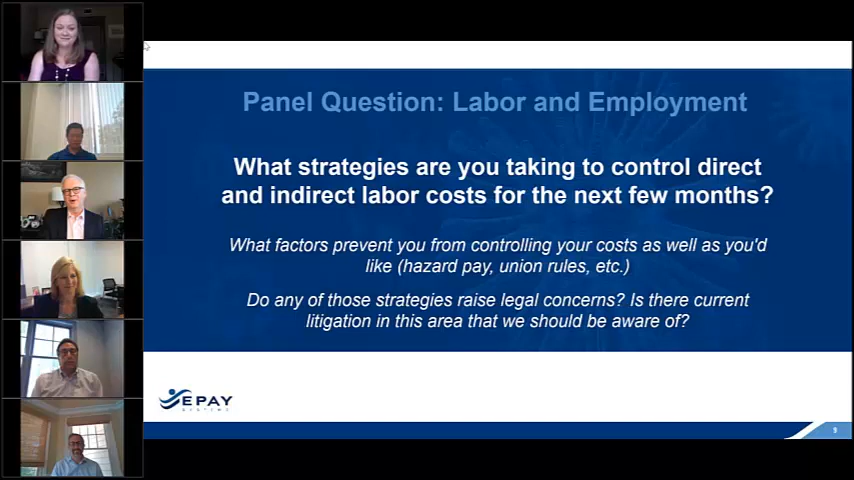 Panel Question: Labor and Employment
What strategies are you taking to control direct
and indirect labor costs for the next few months?
What factors prevent you from controlling your costs as well as you'd
like (hazard pay, union rules, etc.)
Do any of those strategies raise legal concerns? Is there current
litigation in this area that we should be aware of?
EPAY
SYSTEMS
9